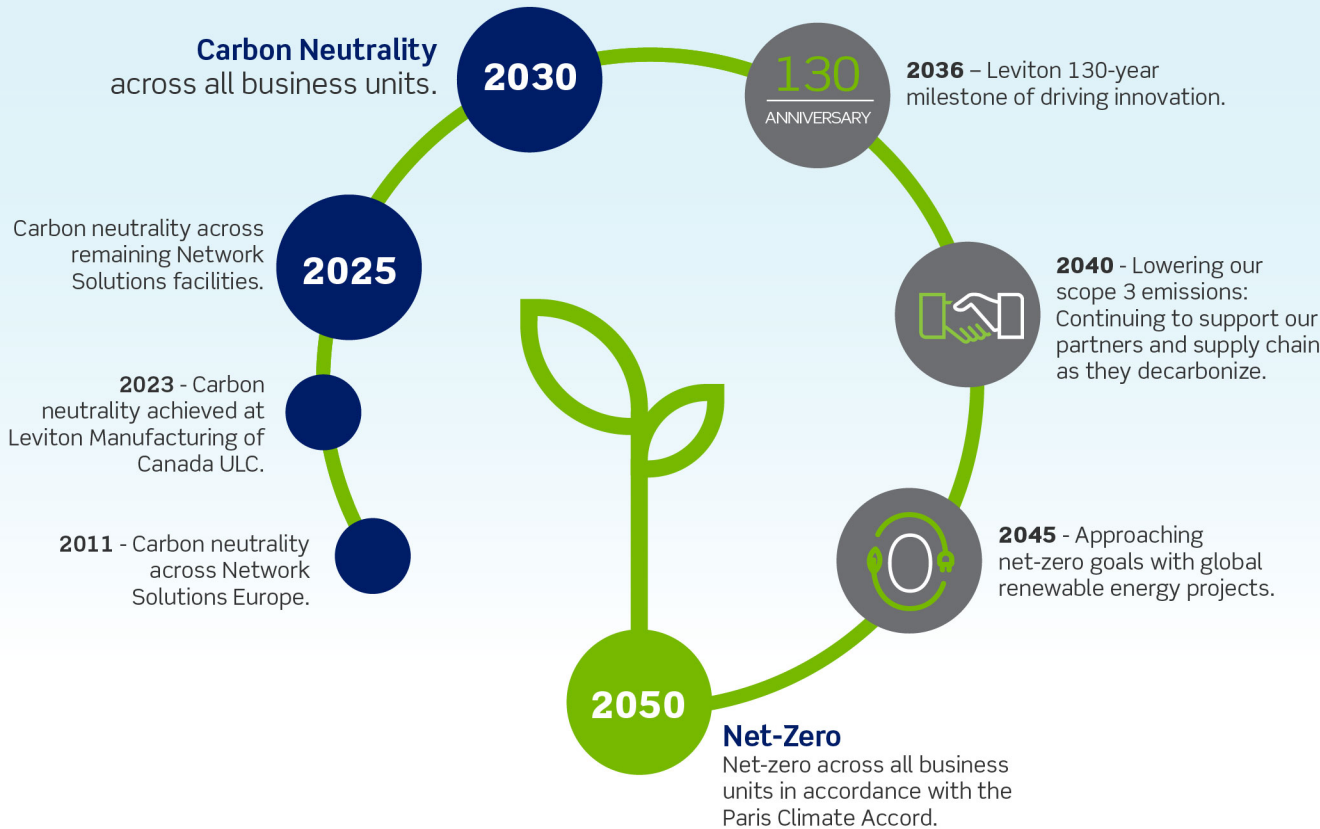 2011 - Carbon neutrality
across Network
Solutions Europe.
2023 - Carbon
neutrality achieved at
Leviton Manufacturing of
Canada ULC.
2025
Carbon neutrality across
remaining Network
Solutions facilities.
2030
Carbon Neutrality
across all business units.
130
ANNIVERSARY
2036 – Leviton 130-year
milestone of driving innovation.
2040 - Lowering our
scope 3 emissions:
Continuing to support our
partners and supply chain
as they decarbonize.
0
2045 - Approaching
net-zero goals with global
renewable energy projects.
2050
Net-Zero
Net-zero across all business
units in accordance with the
Paris Climate Accord.